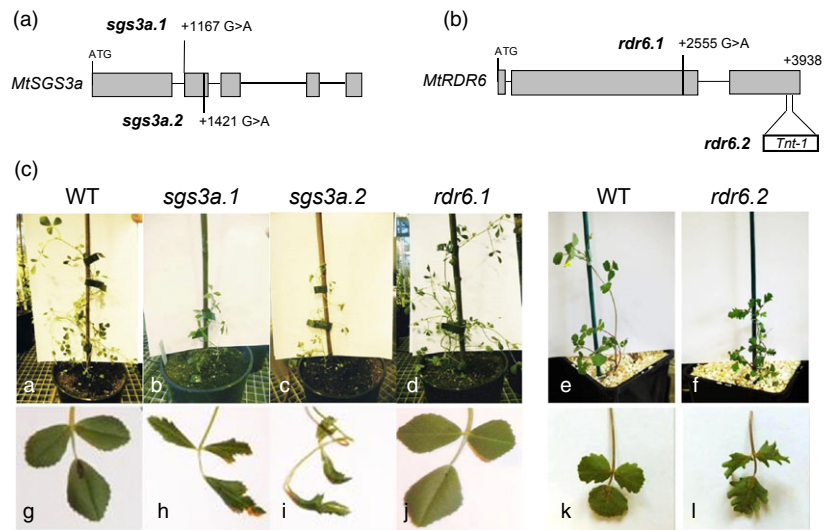 (a)
sgs3a.1
+1167 G>A
ATG
MtSGS3a
sgs3a.2
+1421 G>A
(b)
rdr6.1
+2555 G>A
ATG
+3938
MtRDR6
rdr6.2
Tnt-1
(c)
WT
sgs3a.1
sgs3a.2
rdr6.1
WT
rdr6.2
a
b
c
d
e
f
g
h
i
j
k
l